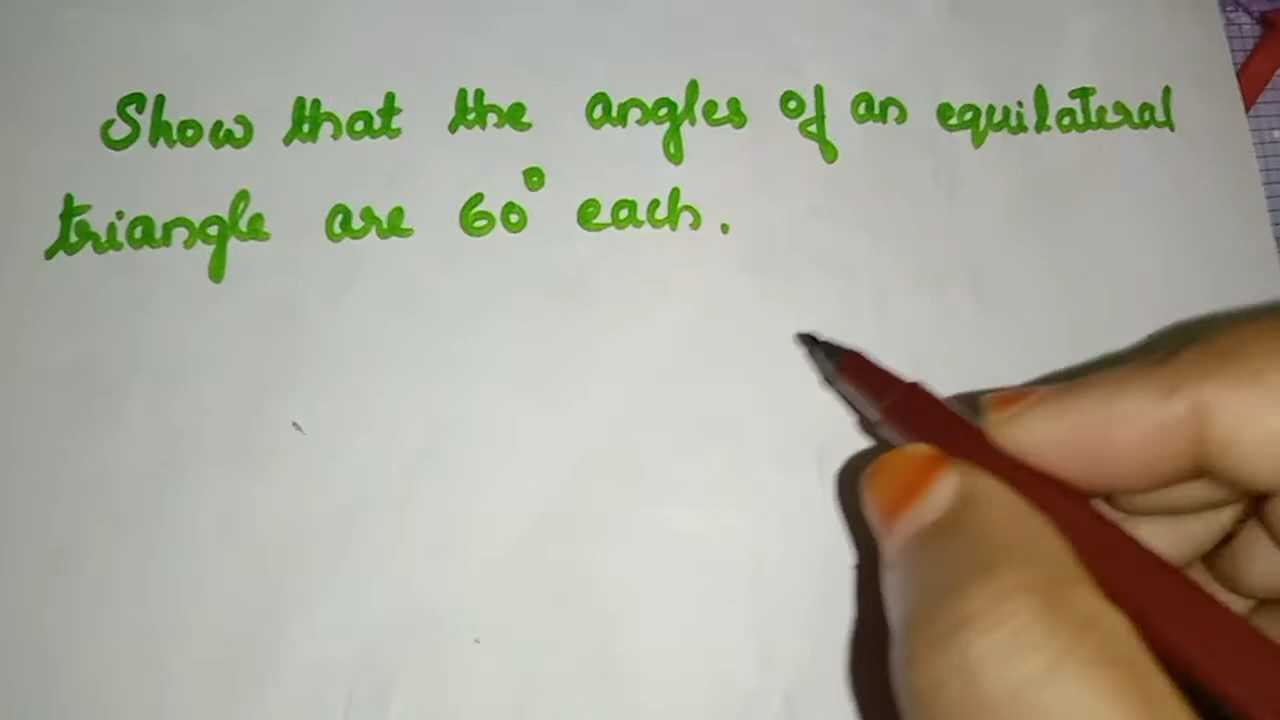 Show that the angles of an equilateral
triangle are 60° each.